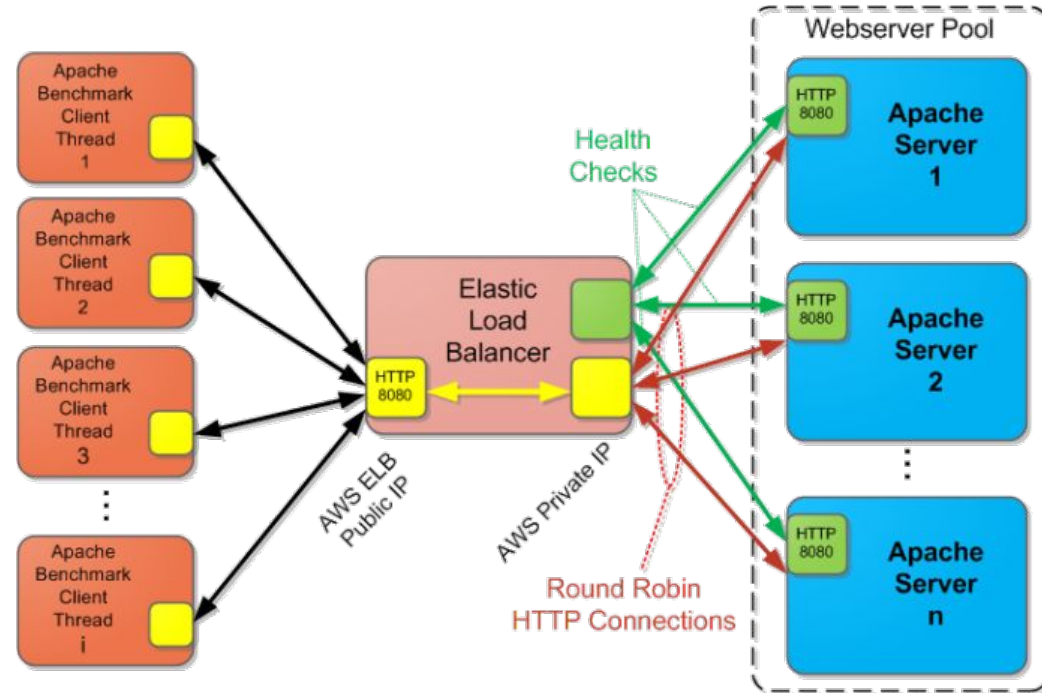 Apache
Benchmark
Client
Thread
1
Apache
Benchmark
Client
Thread
2
Apache
Benchmark
Client
Thread
3
Apache
Benchmark
Client
Thread
i
Elastic
Load
Balancer
HTTP
8080
AWS ELB
Public IP
AWS Private IP
Health
Checks
Round Robin
HTTP Connections
Webserver Pool
HTTP
8080
Apache
Server
1
HTTP
8080
Apache
Server
2
HTTP
8080
Apache
Server
n